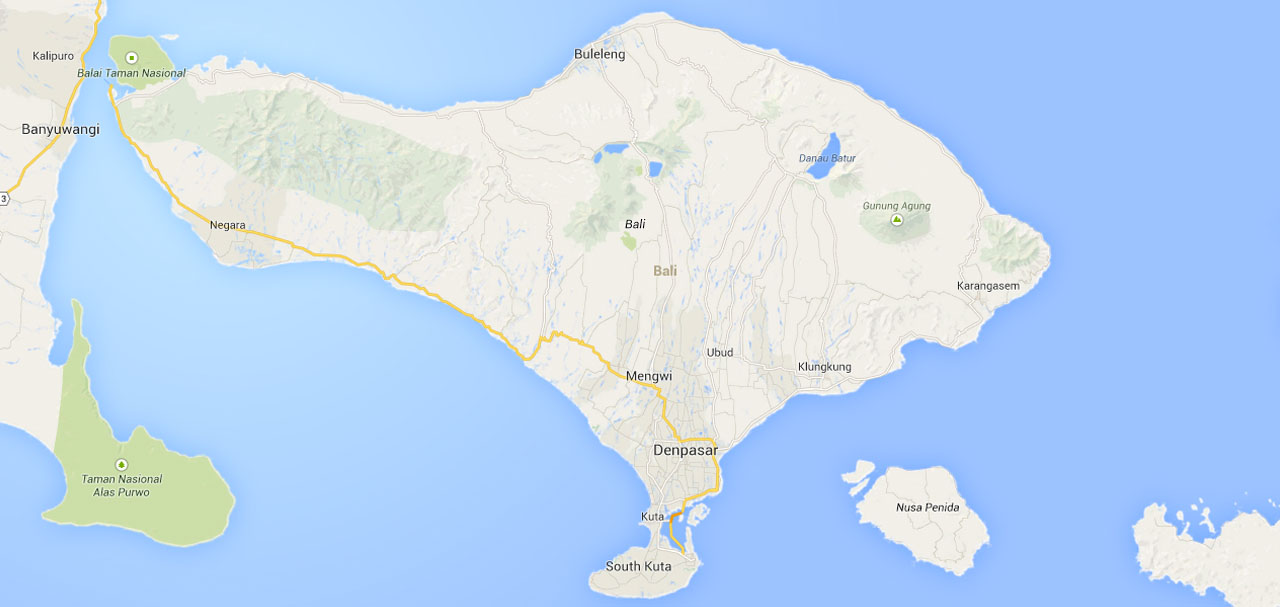 Kalipuro
Balai Taman Nasional
Banyuwangi
3
Buleleng
Danau Batur
Gunung Agung
Negara
Bali
Bali
Karangasem
Ubud
Klungkung
Mengwi
Denpasar
Taman Nasional
Alas Purwo
Kuta
Nusa Penida
South Kuta